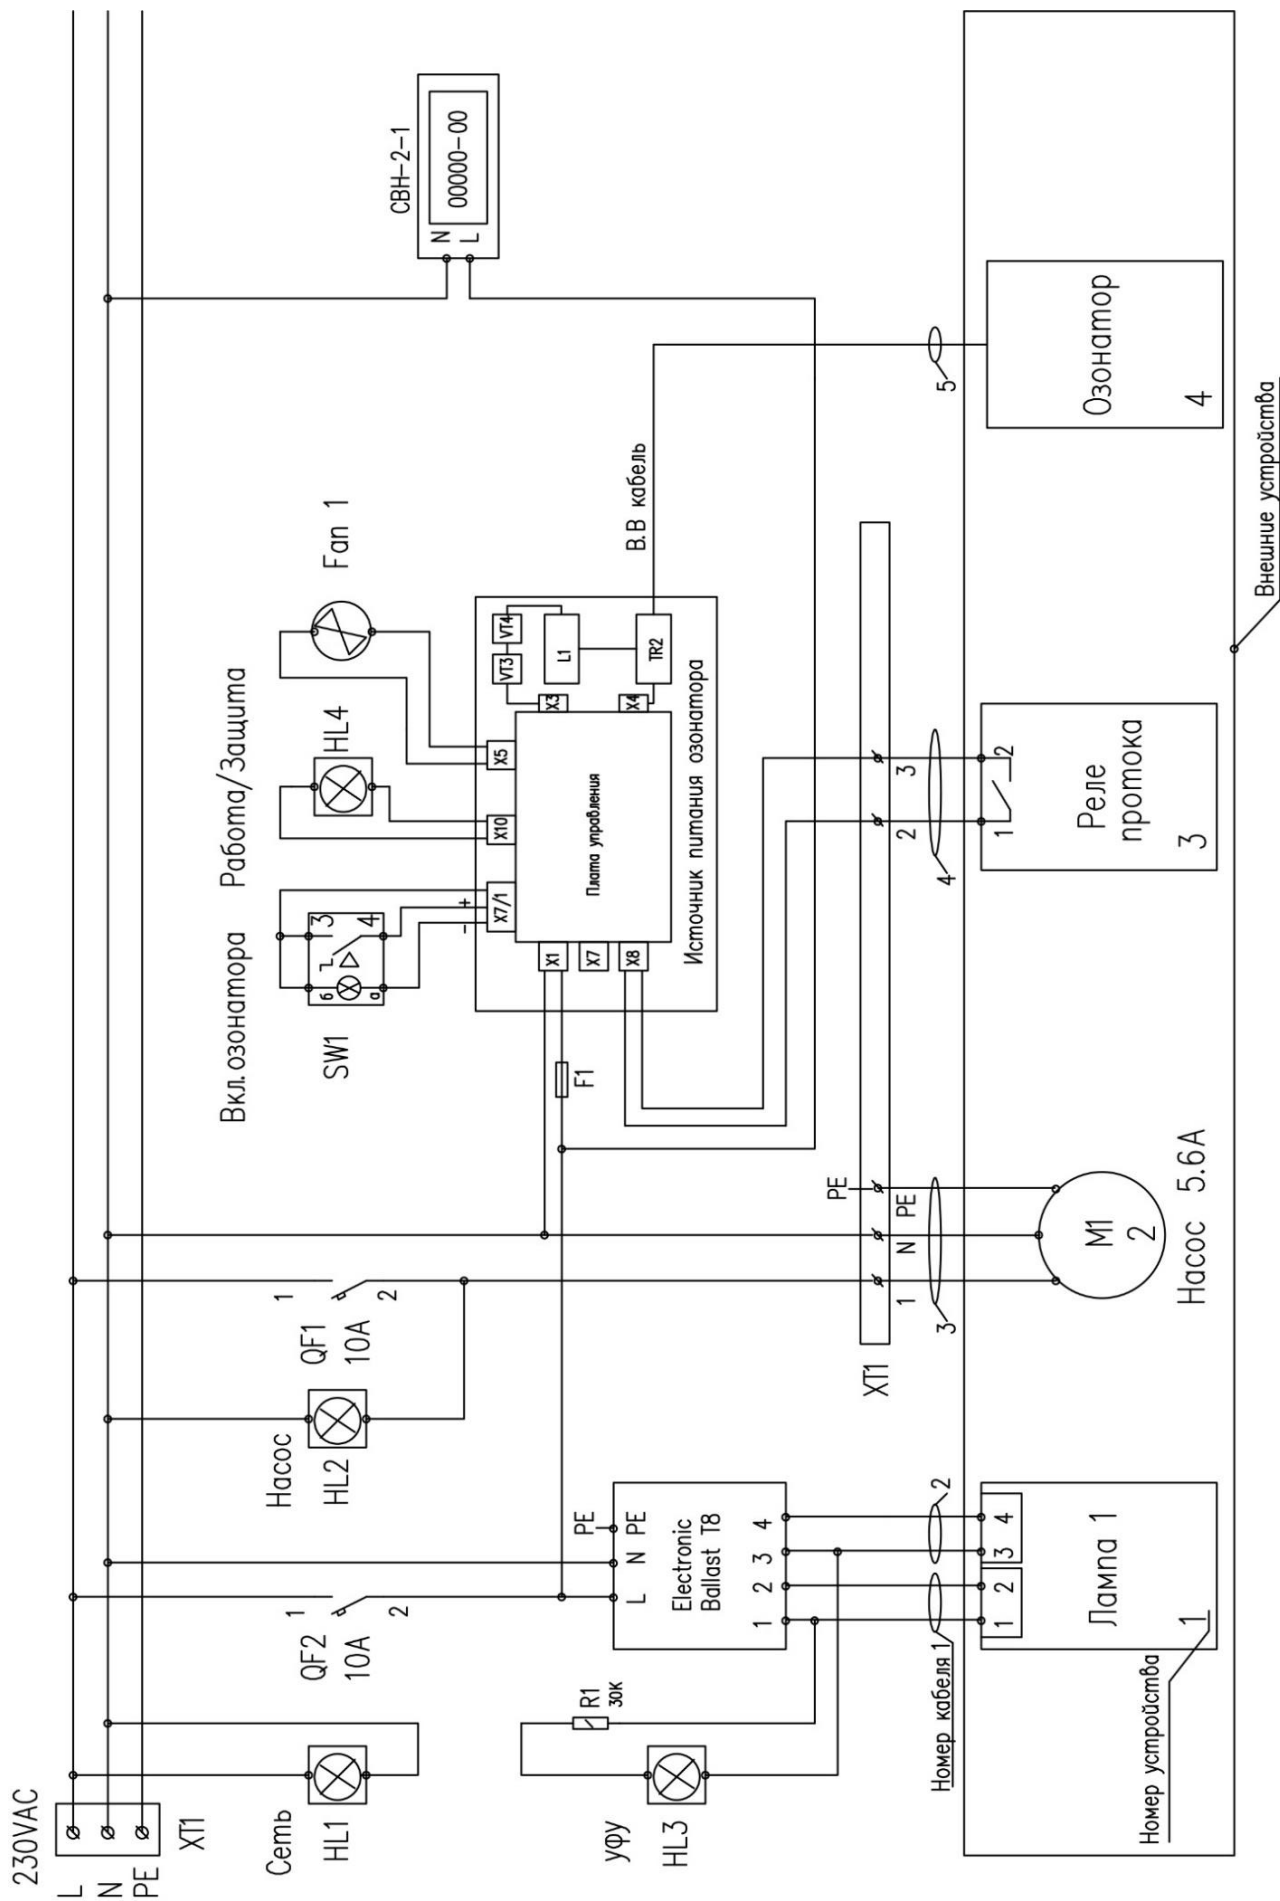 230VAC
L
N
PE
XT1
Сеть
HL1
QF2
10A
1
2
Насос
HL2
QF1
10A
1
2
Вкл.озонатора
SW1
б
а
3
4
Работа/Защита
HL4
Fan 1
СВН-2-1
N
L
00000-00
УФУ
HL3
R1
30К
PE
L
N
PE
Electronic
Ballast T8
1
2
3
4
F1
- +
X7/1
X10
X5
X1
X7
X8
Плата управления
X3
X4
VT3
VT4
L1
TR2
Источник питания озонатора
В.В кабель
XT1
PE
1
N
PE
2
3
Номер кабеля 1
2
3
4
5
Номер устройства
1
2
3
4
Лампа 1
1
M1
2
Насос 5.6А
1
2
Реле
протока
3
Озонатор
4
Внешние устройства